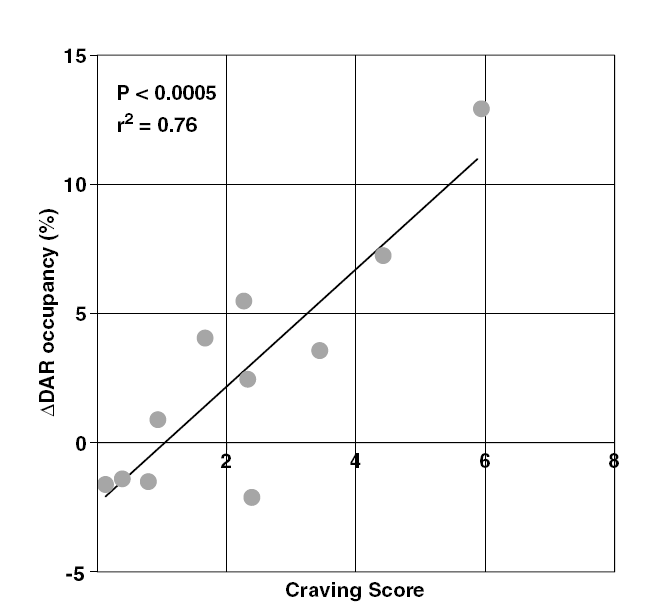 15
P < 0.0005
r² = 0.76
10
ΔDAR occupancy (%)
5
0
2 4 6 8
-5
Craving Score